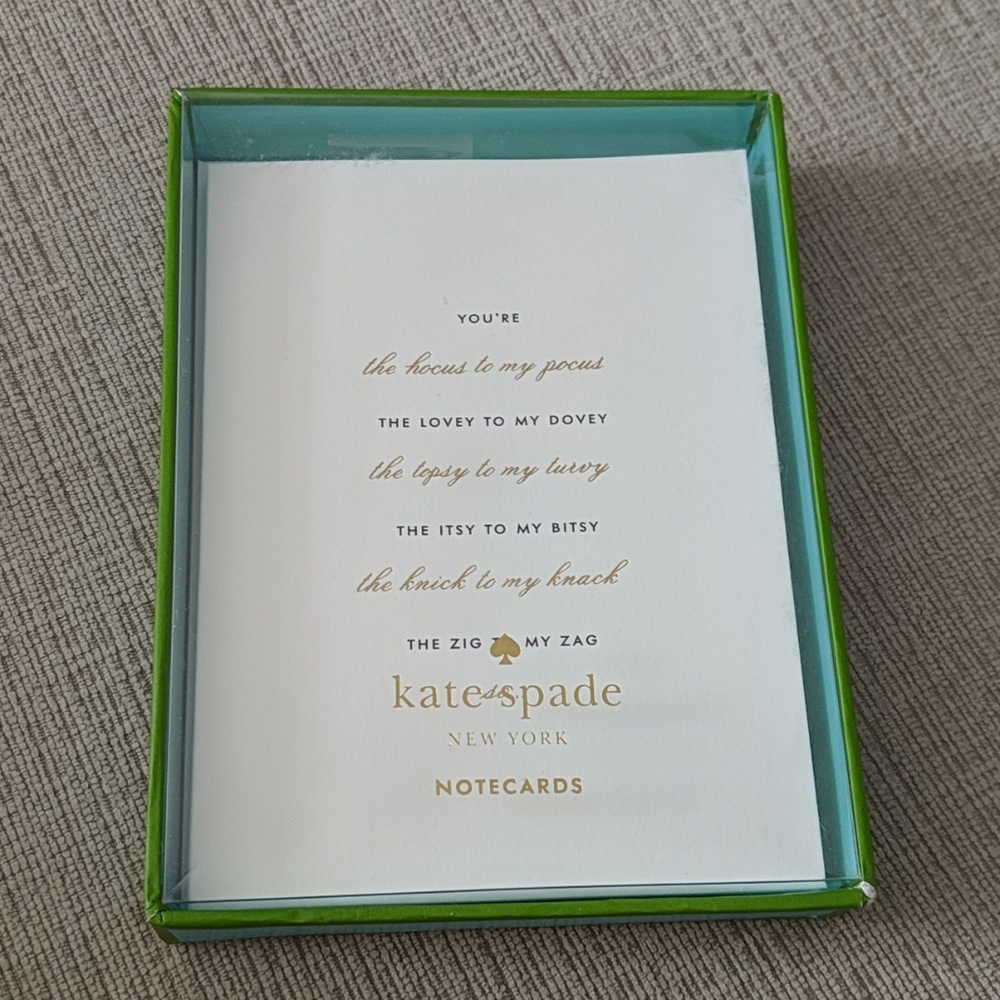 YOU'RE
the hocus to my pocus
THE LOVEY TO MY DOVEY
the topsy to my turvy
THE ITSY TO MY BITSY
the knick to my knack
THE ZIG MY ZAG
kate spade
NEW YORK
NOTECARDS